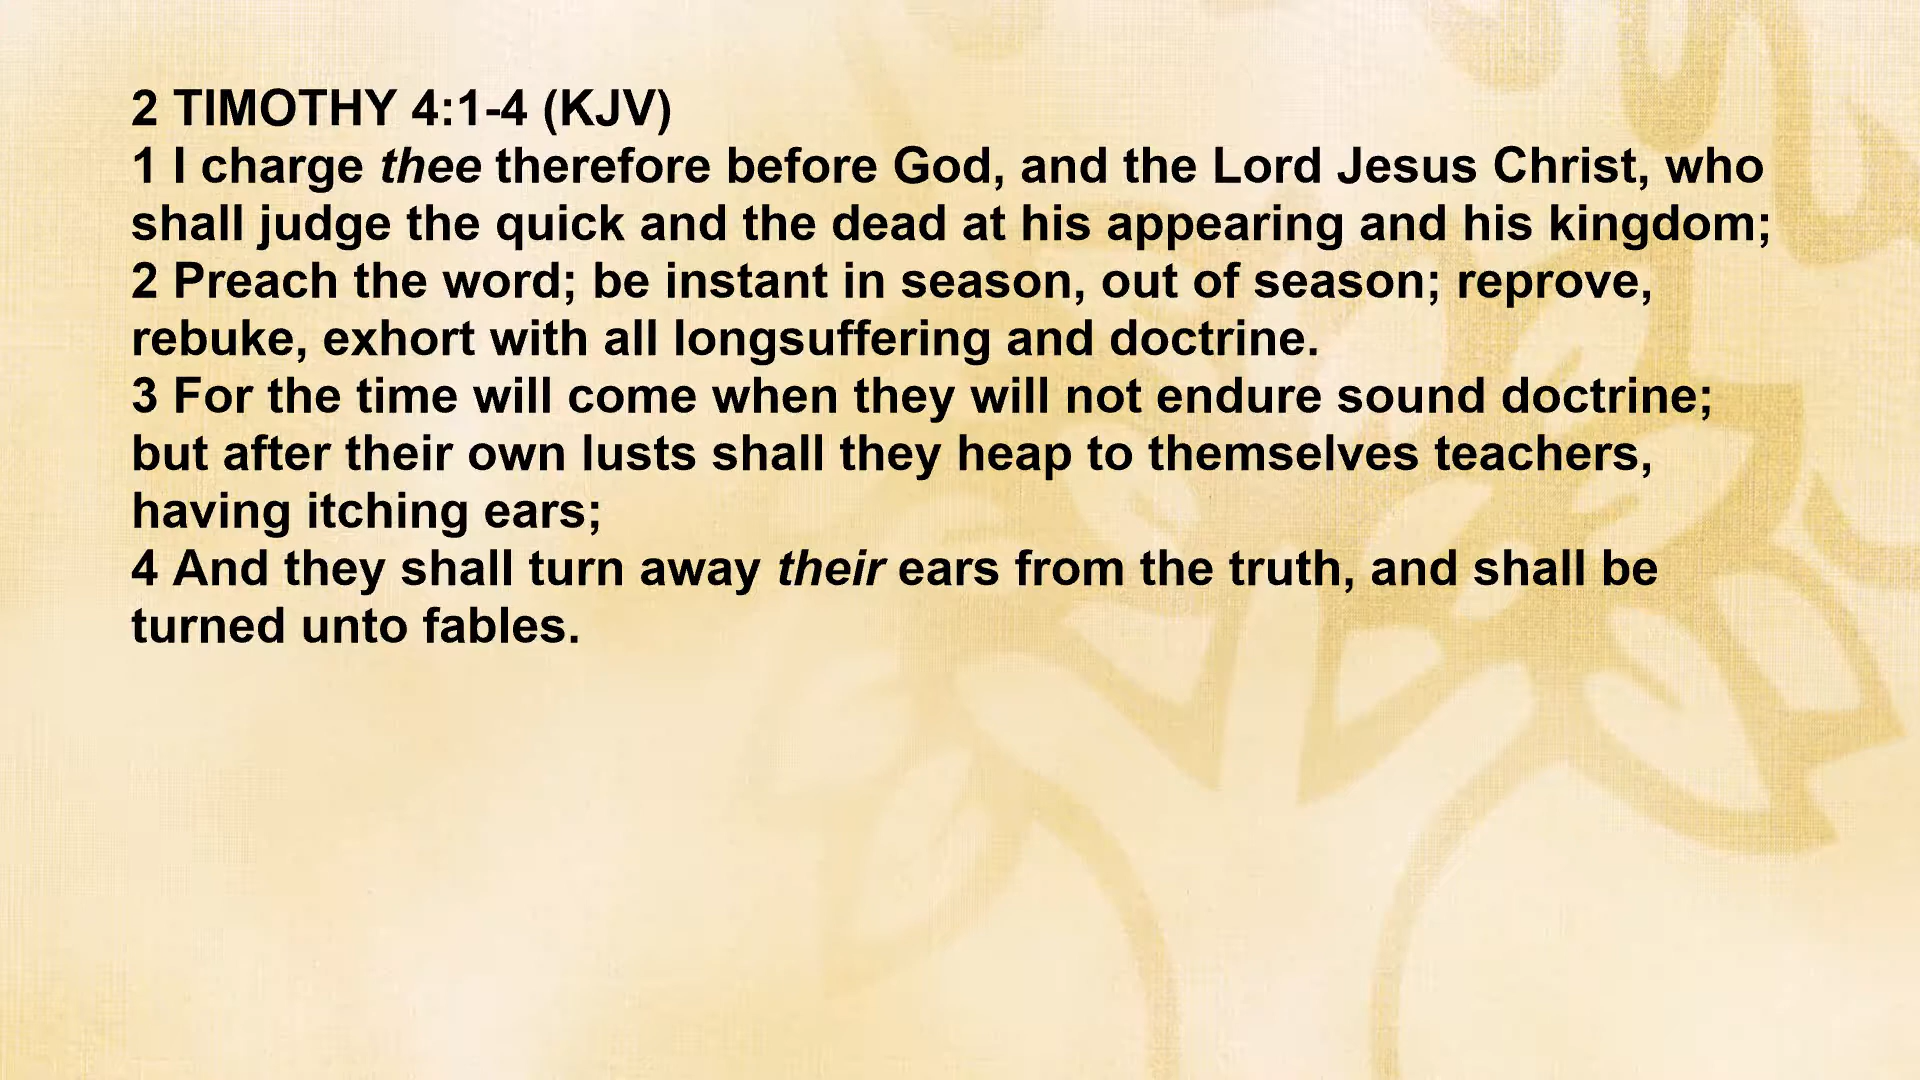 2 TIMOTHY 4:1-4 (KJV)
1 I charge thee therefore before God, and the Lord Jesus Christ, who
shall judge the quick and the dead at his appearing and his kingdom;
2 Preach the word; be instant in season, out of season; reprove,
rebuke, exhort with all longsuffering and doctrine.
3 For the time will come when they will not endure sound doctrine;
but after their own lusts shall they heap to themselves teachers,
having itching ears;
4 And they shall turn away their ears from the truth, and shall be
turned unto fables.